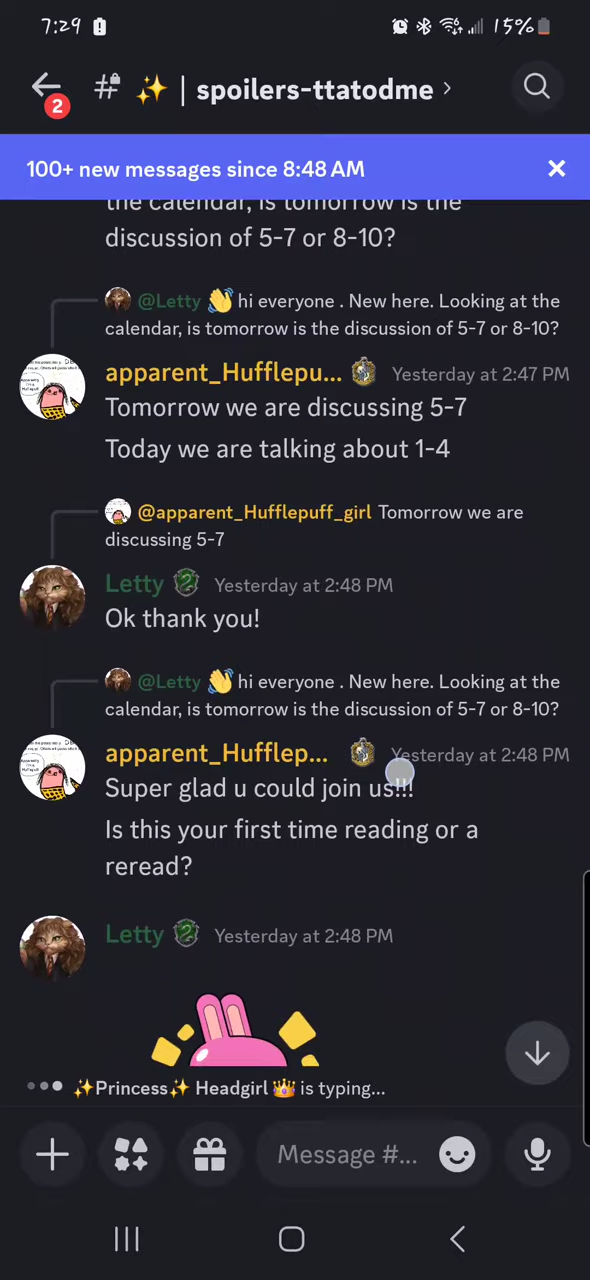 7:29
15%
2
# ✨ | spoilers-ttatodme >
100+ new messages since 8:48 AM
the calendar, is tomorrow is the
discussion of 5-7 or 8-10?
@Letty 👋 hi everyone . New here. Looking at the
calendar, is tomorrow is the discussion of 5-7 or 8-10?
apparent_Hufflepu... Yesterday at 2:47 PM
Tomorrow we are discussing 5-7
Today we are talking about 1-4
@apparent_Hufflepuff_girl Tomorrow we are
discussing 5-7
Letty Yesterday at 2:48 PM
Ok thank you!
@Letty 👋 hi everyone . New here. Looking at the
calendar, is tomorrow is the discussion of 5-7 or 8-10?
apparent_Hufflep... Yesterday at 2:48 PM
Super glad u could join us!!!
Is this your first time reading or a
reread?
Letty Yesterday at 2:48 PM
✨Princess✨ Headgirl 👑 is typing...
Message #...